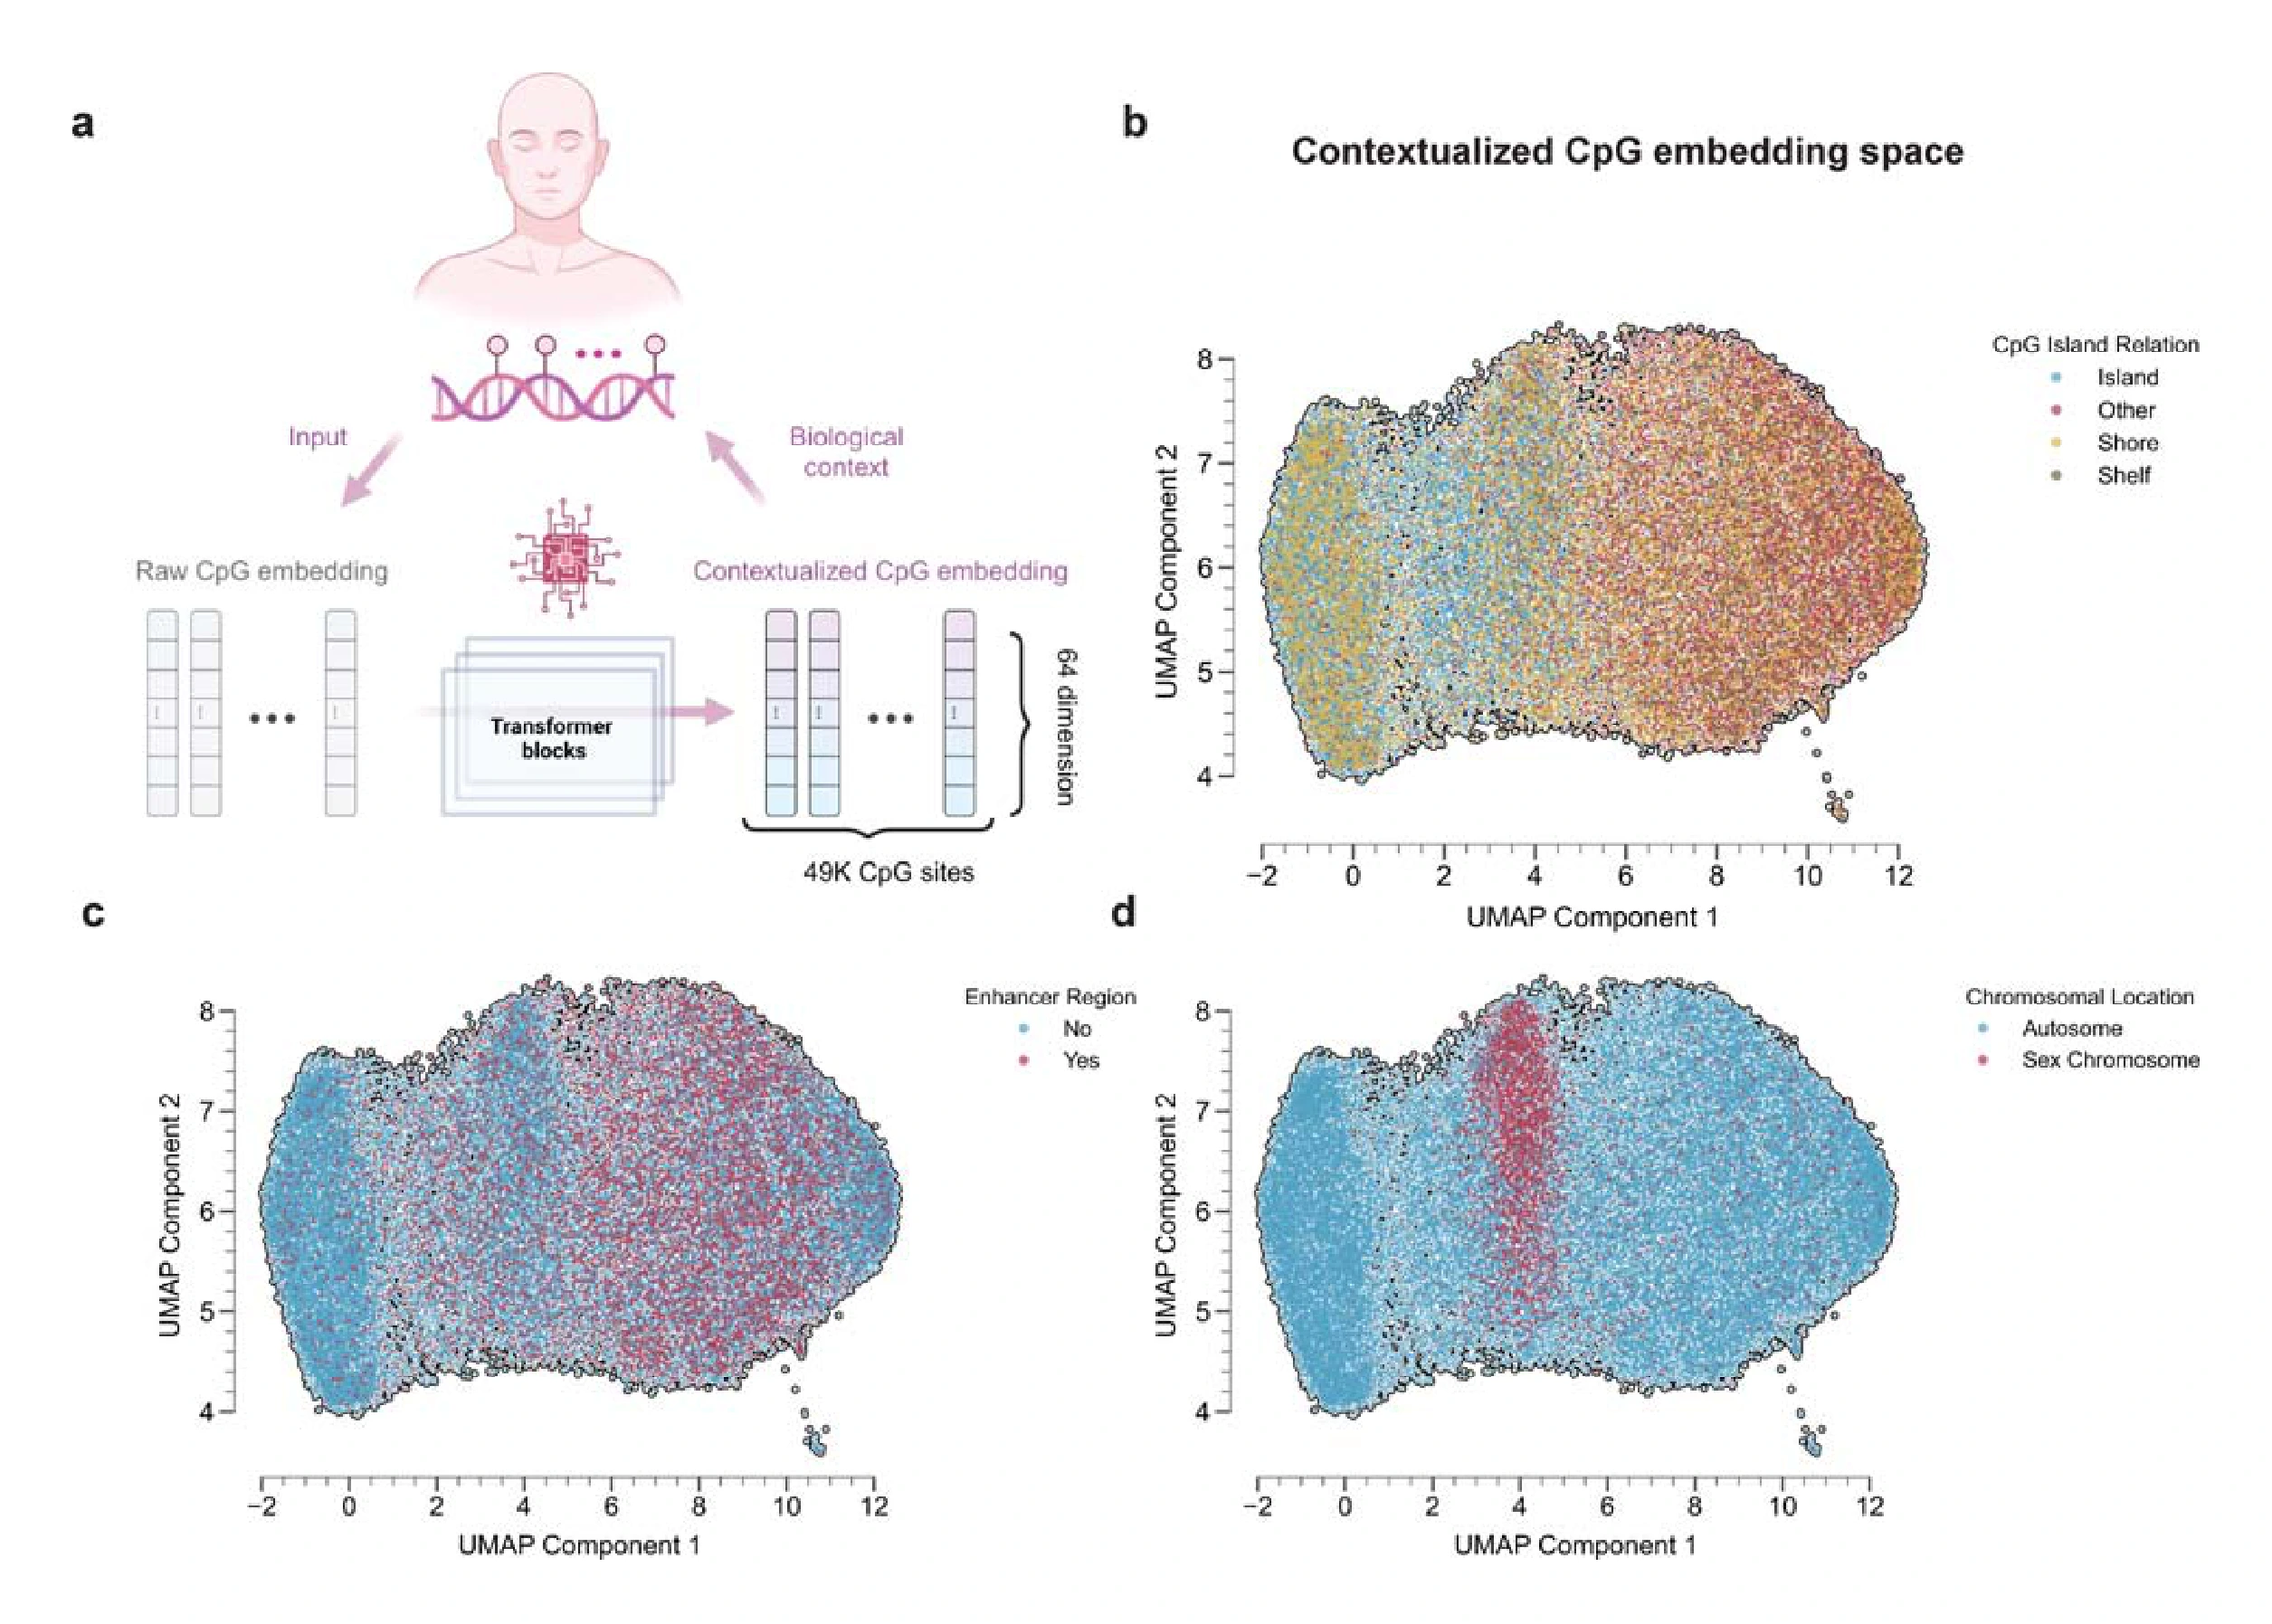 a
Input
Biological
context
Raw CpG embedding
Contextualized CpG embedding
Transformer
blocks
64 dimension
49K CpG sites
b
Contextualized CpG embedding space
CpG Island Relation
Island
Other
Shore
Shelf
UMAP Component 2
8
7
6
5
4
−2 0 2 4 6 8 10 12
UMAP Component 1
c
Enhancer Region
No
Yes
UMAP Component 2
8
7
6
5
4
−2 0 2 4 6 8 10 12
UMAP Component 1
d
Chromosomal Location
Autosome
Sex Chromosome
UMAP Component 2
8
7
6
5
4
−2 0 2 4 6 8 10 12
UMAP Component 1